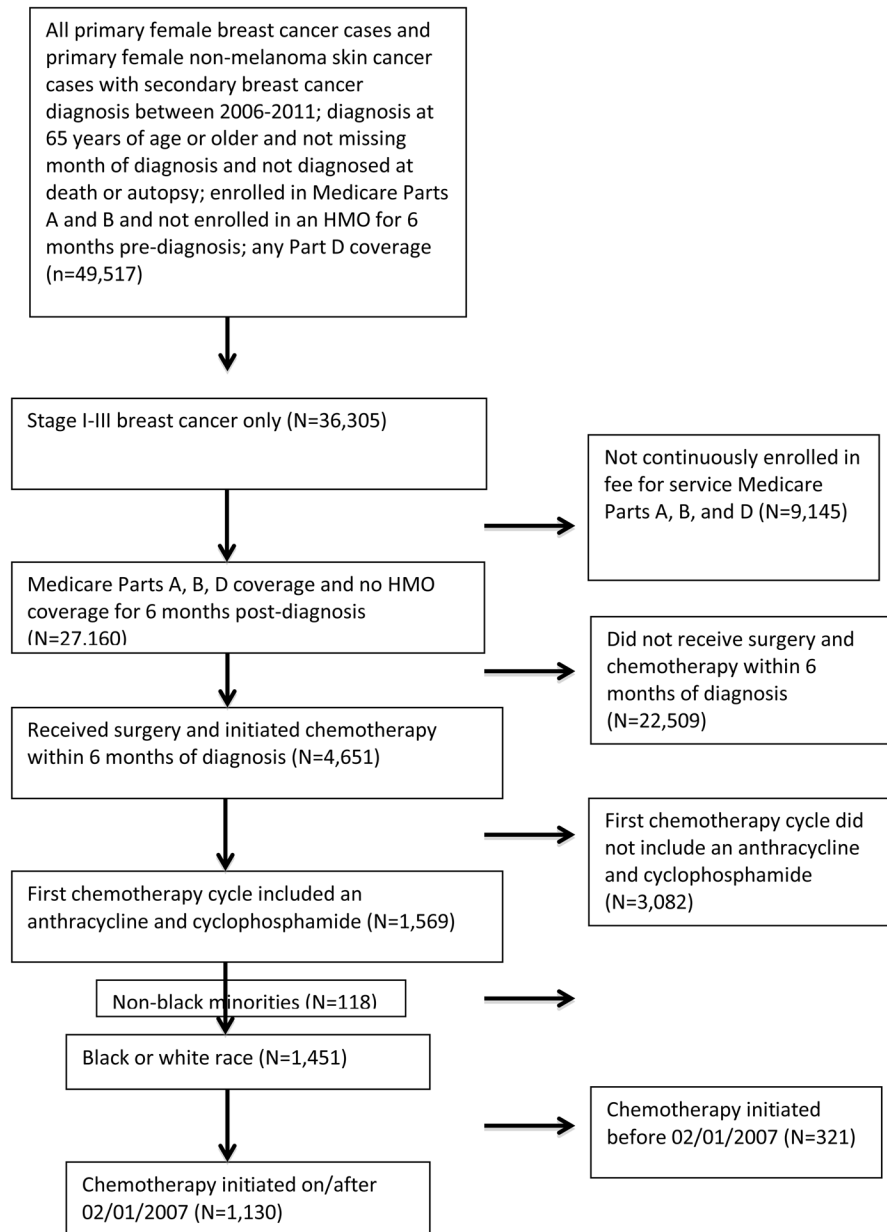 All primary female breast cancer cases and
primary female non-melanoma skin cancer
cases with secondary breast cancer
diagnosis between 2006-2011; diagnosis at
65 years of age or older and not missing
month of diagnosis and not diagnosed at
death or autopsy; enrolled in Medicare Parts
A and B and not enrolled in an HMO for 6
months pre-diagnosis; any Part D coverage
(n=49,517)
Stage I-III breast cancer only (N=36,305)
Not continuously enrolled in
fee for service Medicare
Parts A, B, and D (N=9,145)
Medicare Parts A, B, D coverage and no HMO
coverage for 6 months post-diagnosis
(N=27,160)
Did not receive surgery and
chemotherapy within 6
months of diagnosis
(N=22,509)
Received surgery and initiated chemotherapy
within 6 months of diagnosis (N=4,651)
First chemotherapy cycle did
not include an anthracycline
and cyclophosphamide
(N=3,082)
First chemotherapy cycle included an
anthracycline and cyclophosphamide (N=1,569)
Non-black minorities (N=118)
Black or white race (N=1,451)
Chemotherapy initiated
before 02/01/2007 (N=321)
Chemotherapy initiated on/after
02/01/2007 (N=1,130)